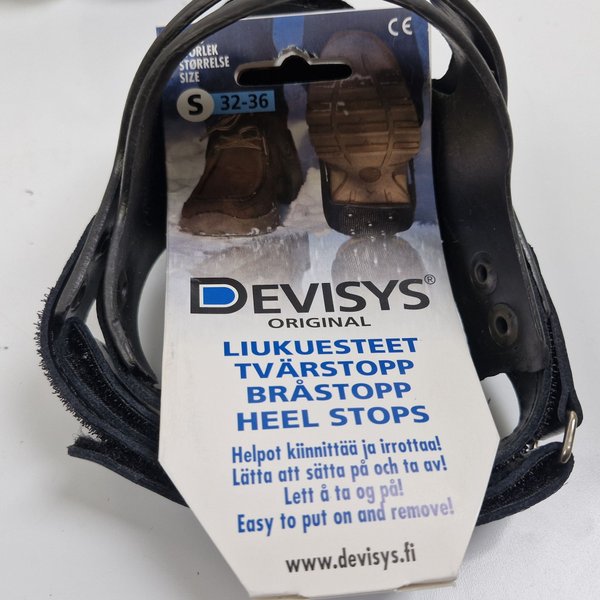 STØRRELSE
SIZE
CE
S 32-36
DEVISYS®
ORIGINAL
LIUKUESTEET
TVÄRSTOPP
BRÅSTOPP
HEEL STOPS
Helpot kiinnittää ja irrottaa!
Lätta att sätta på och ta av!
Lett å ta og på!
Easy to put on and remove!
www.devisys.fi